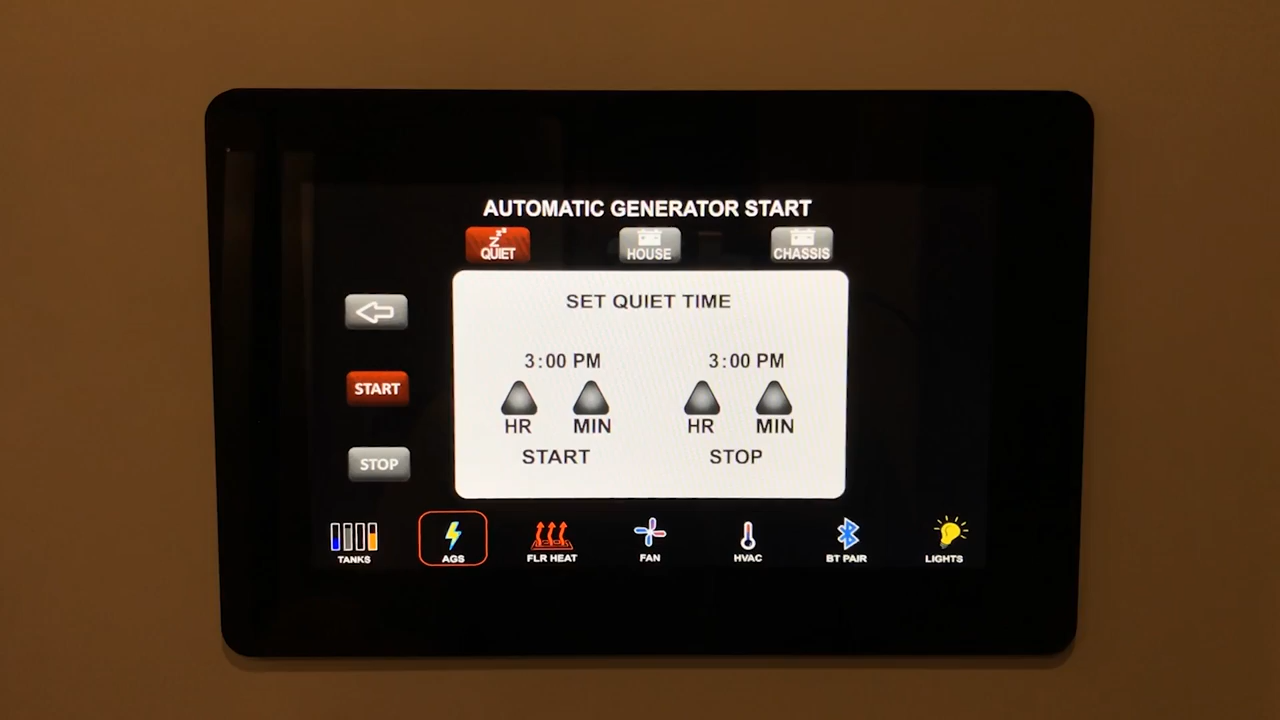 AUTOMATIC GENERATOR START
QUIET HOUSE CHASSIS
SET QUIET TIME
3:00 PM 3:00 PM
START
HR MIN HR MIN
START STOP
STOP
TANKS AGS FLR HEAT FAN HVAC BT PAIR LIGHTS